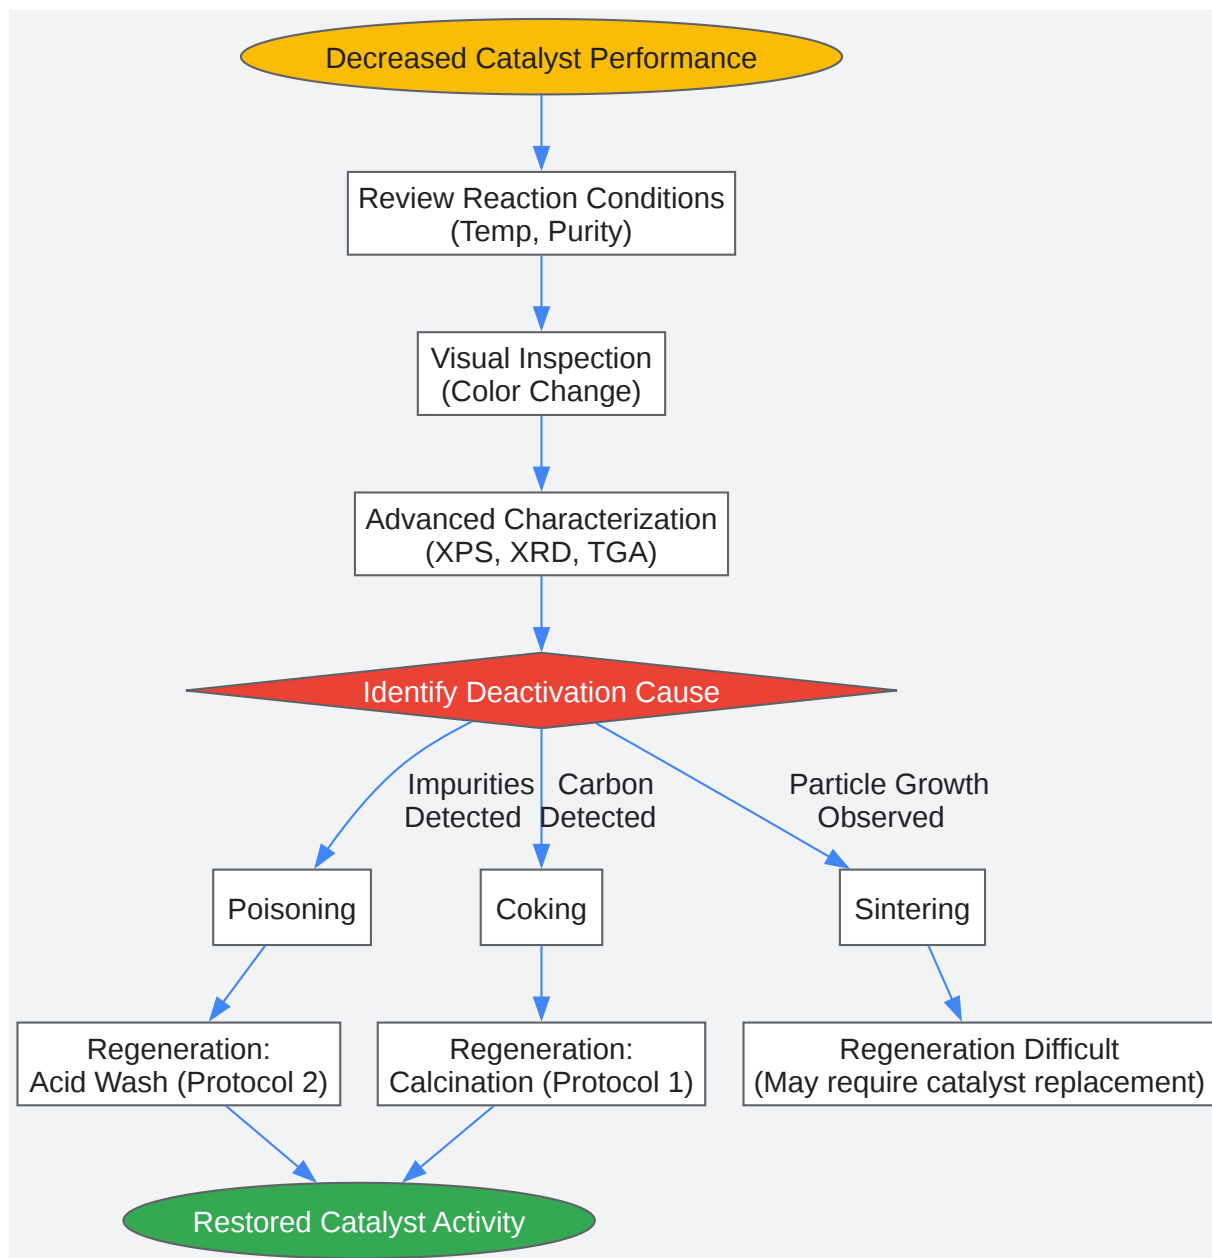 Decreased Catalyst Performance
Review Reaction Conditions
(Temp, Purity)
Visual Inspection
(Color Change)
Advanced Characterization
(XPS, XRD, TGA)
Identify Deactivation Cause
Impurities
Detected
Carbon
Detected
Particle Growth
Observed
Poisoning
Coking
Sintering
Regeneration:
Acid Wash (Protocol 2)
Regeneration:
Calcination (Protocol 1)
Regeneration Difficult
(May require catalyst replacement)
Restored Catalyst Activity